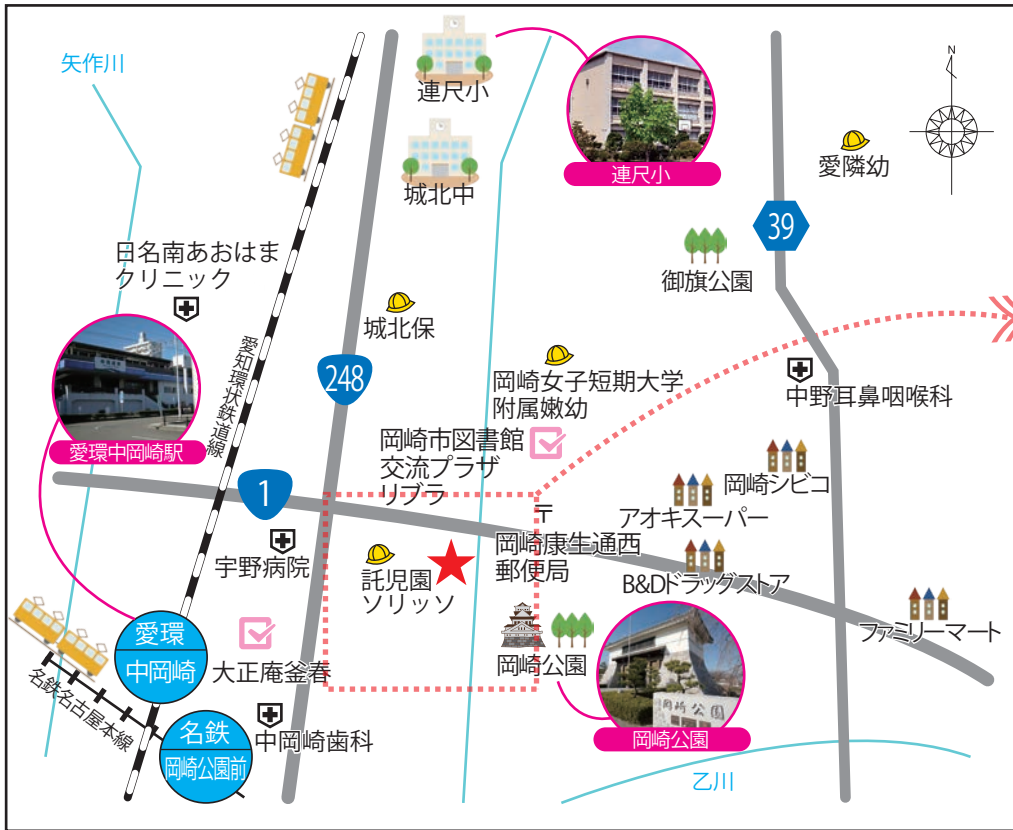 矢作川
連尺小
連尺小
城北中
N
愛隣幼
39
御旗公園
日名南あおはま
クリニック
城北保
愛知環状鉄道線
248
岡崎女子短期大学
附属嫩幼
中野耳鼻咽喉科
愛環中岡崎駅
岡崎市図書館
交流プラザ
リブラ
岡崎シビコ
1
アオキスーパー
〒
岡崎康生通西
郵便局
宇野病院
託児園
ソリッソ
B&Dドラッグストア
ファミリーマート
愛環
中岡崎
大正庵釜春
岡崎公園
岡崎公園
岡崎公園
名鉄名古屋本線
名鉄
岡崎公園前
中岡崎歯科
乙川